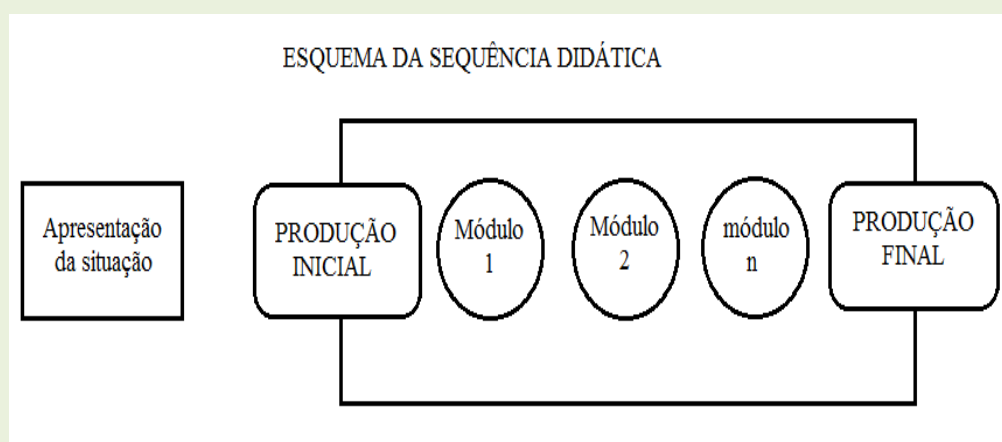 ESQUEMA DA SEQUÊNCIA DIDÁTICA
Apresentação
da situação
PRODUÇÃO
INICIAL
Módulo
1
Módulo
2
módulo
n
PRODUÇÃO
FINAL